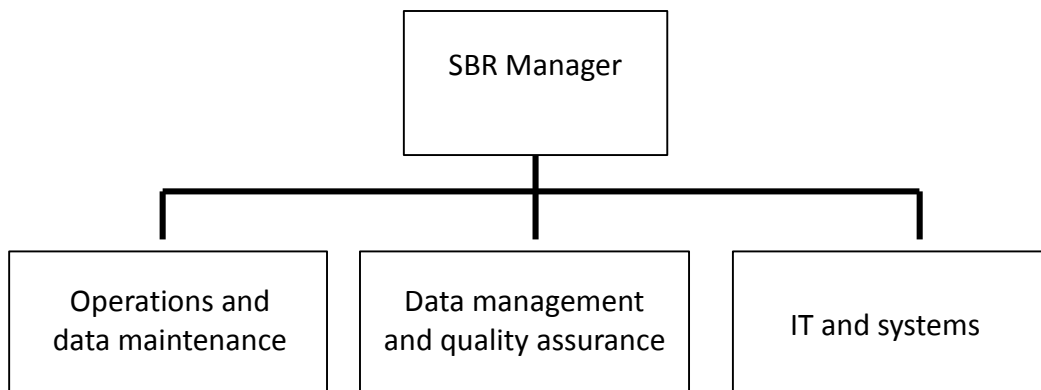 SBR Manager
Operations and
data maintenance
Data management
and quality assurance
IT and systems